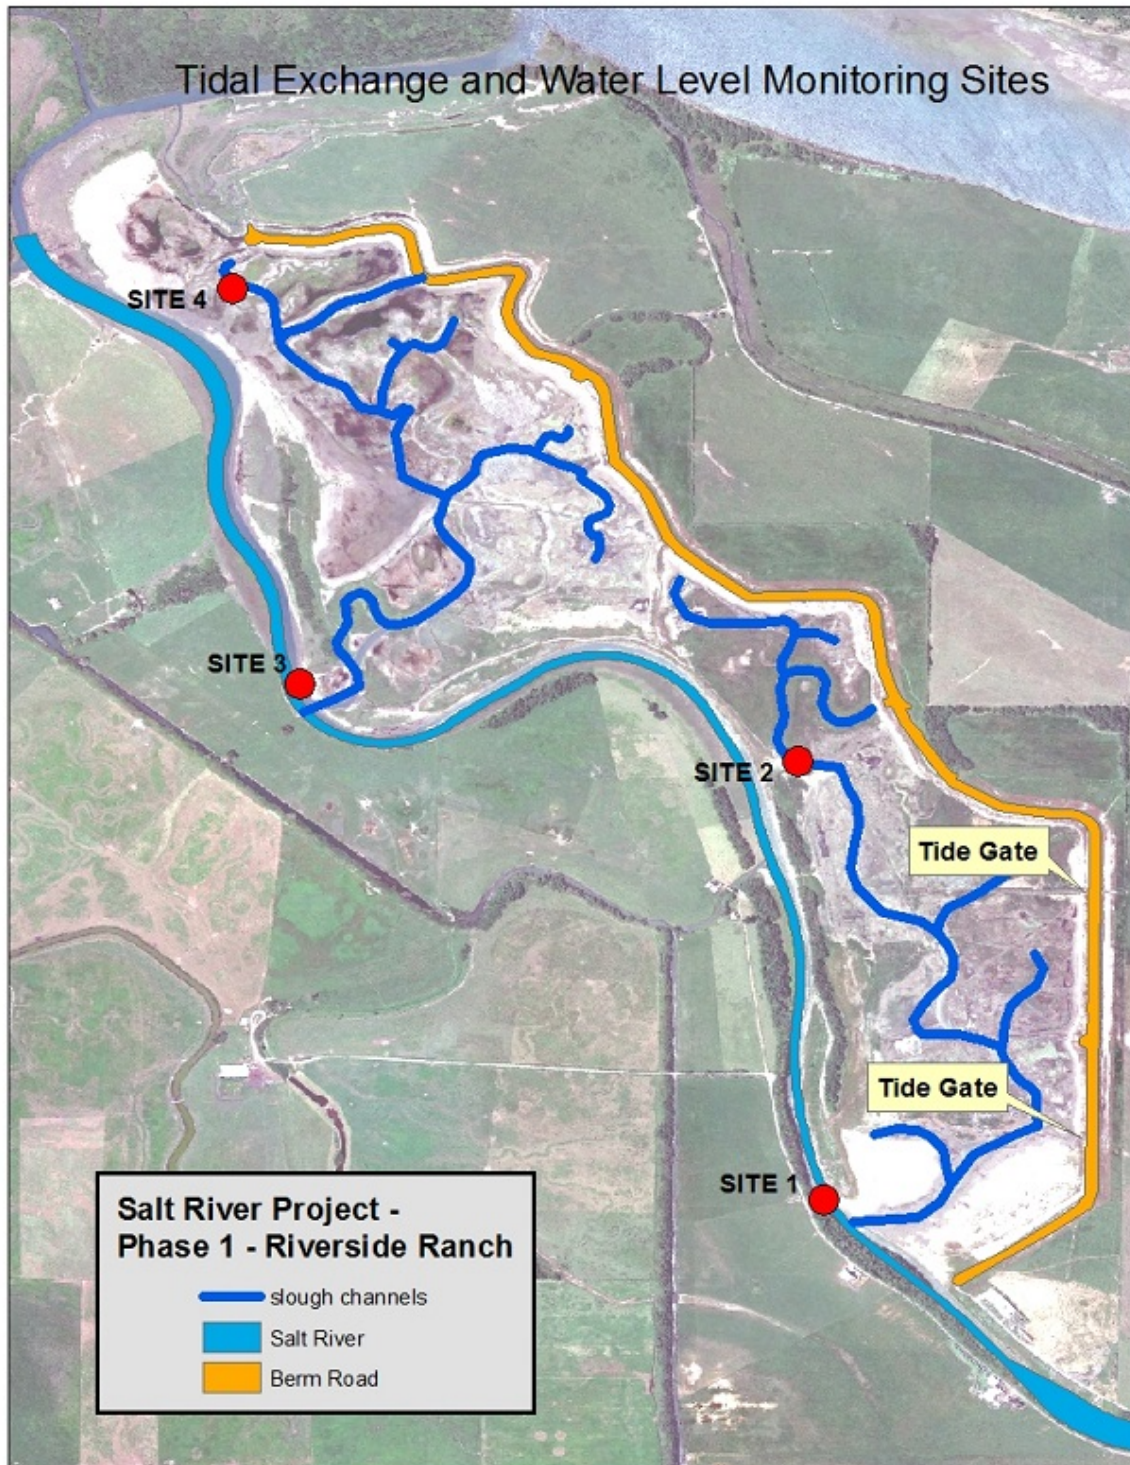 Tidal Exchange and Water Level Monitoring Sites
SITE 4
SITE 3
SITE 2
Tide Gate
Tide Gate
SITE 1
Salt River Project -
Phase 1 - Riverside Ranch
slough channels
Salt River
Berm Road